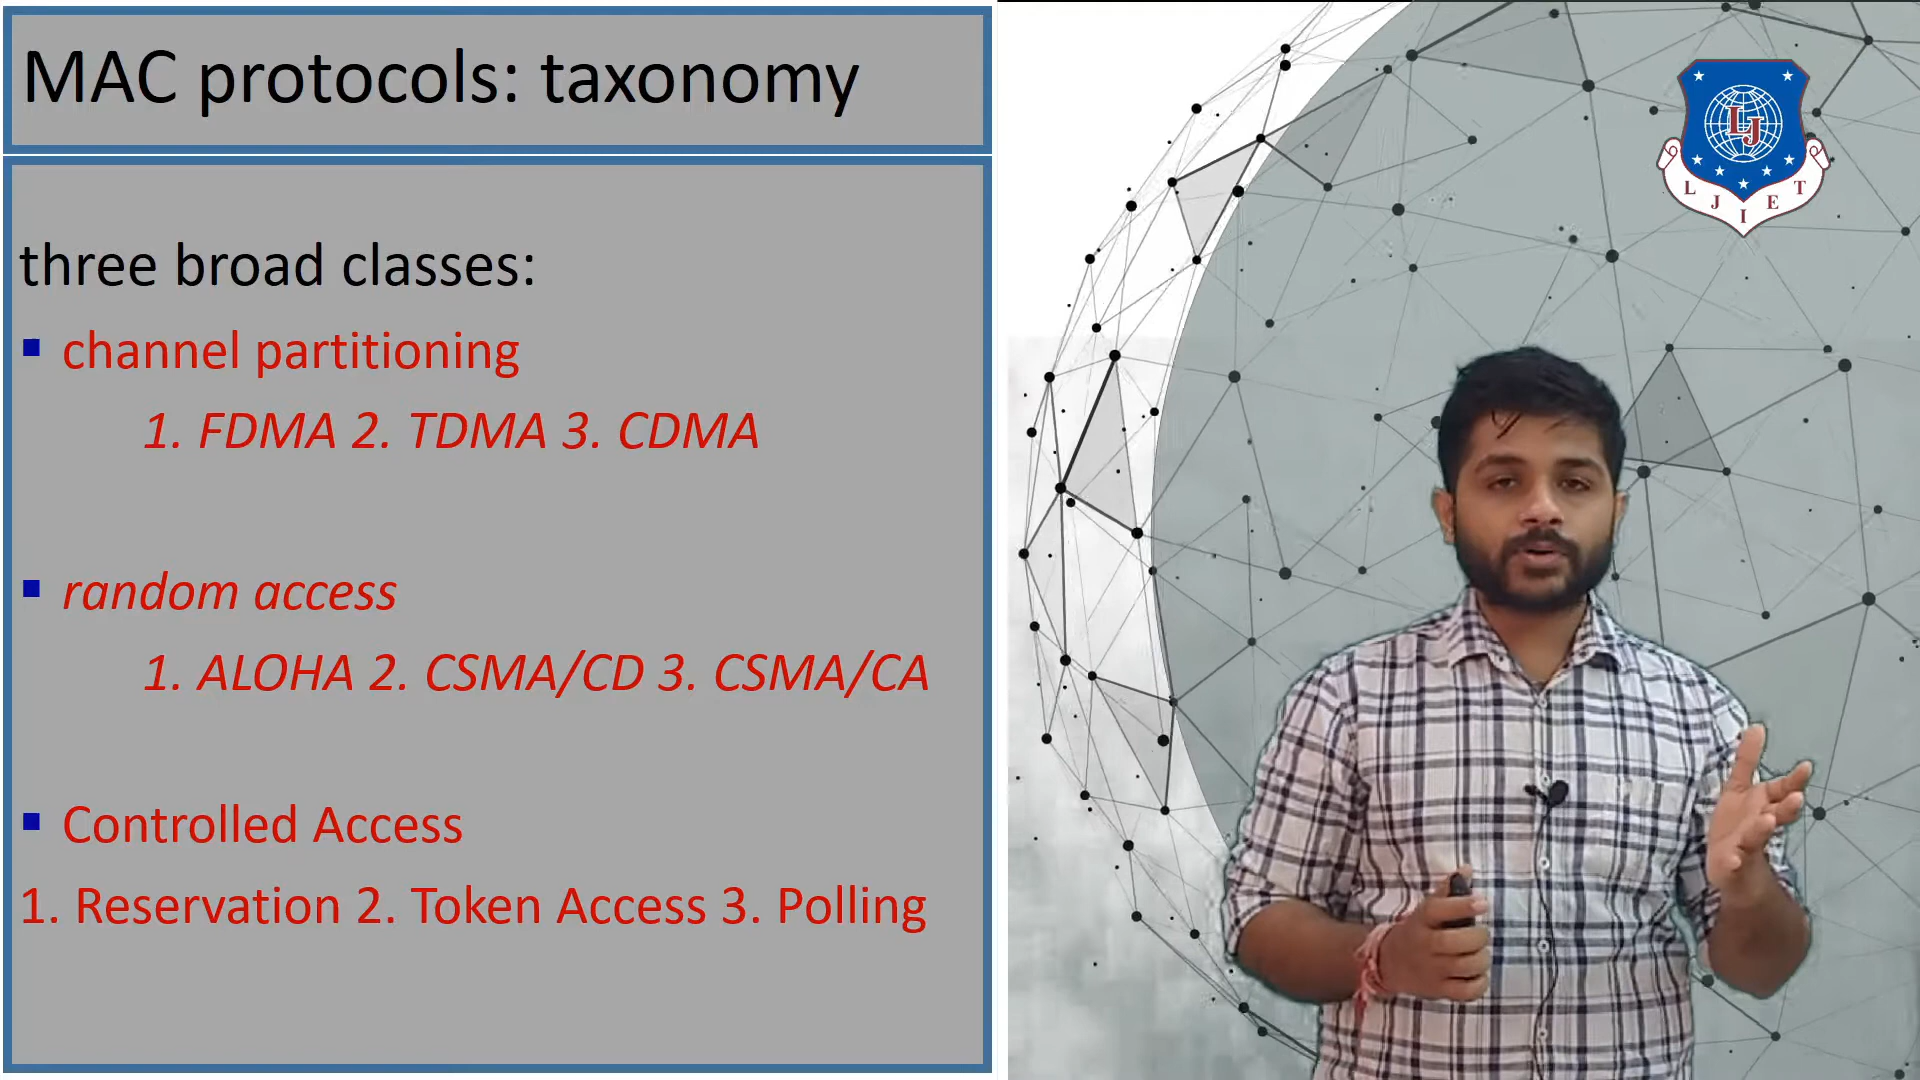 MAC protocols: taxonomy
three broad classes:
▪ channel partitioning
1. FDMA 2. TDMA 3. CDMA
▪ random access
1. ALOHA 2. CSMA/CD 3. CSMA/CA
▪ Controlled Access
1. Reservation 2. Token Access 3. Polling
LJ
L J I E T